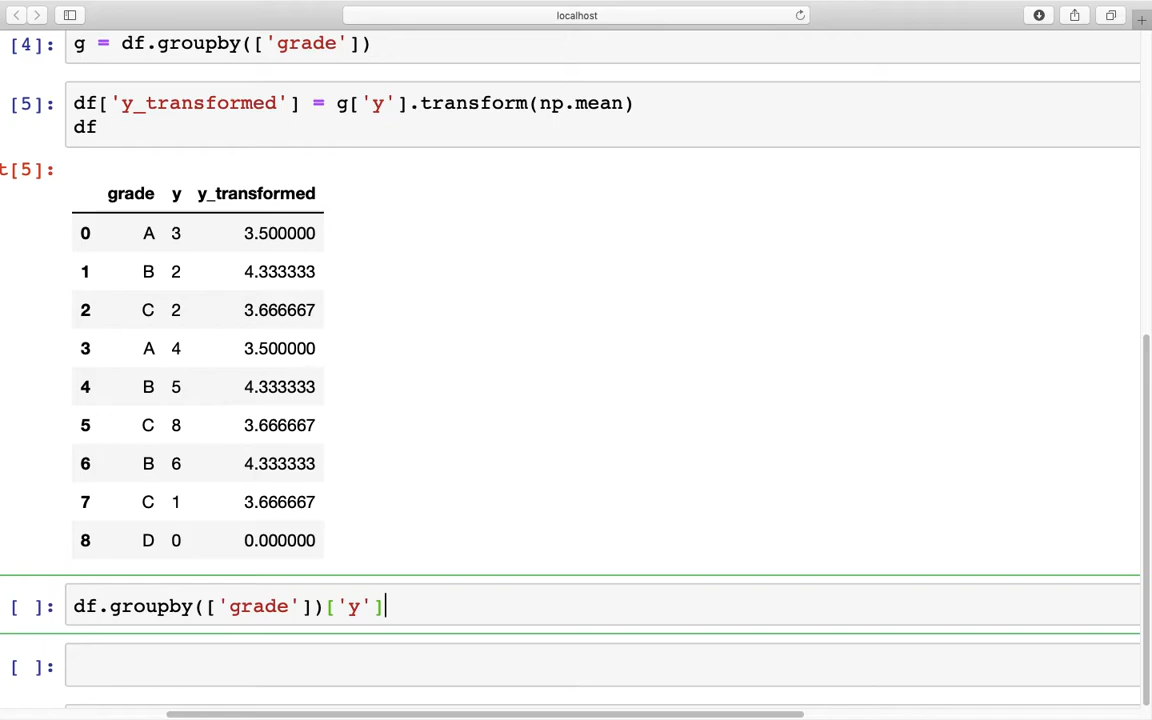 localhost
[4]: g = df.groupby(['grade'])
[5]: df['y_transformed'] = g['y'].transform(np.mean)
df
t[5]:
grade y y_transformed
0 A 3 3.500000
1 B 2 4.333333
2 C 2 3.666667
3 A 4 3.500000
4 B 5 4.333333
5 C 8 3.666667
6 B 6 4.333333
7 C 1 3.666667
8 D 0 0.000000
[ ]: df.groupby(['grade'])['y']
[ ]: